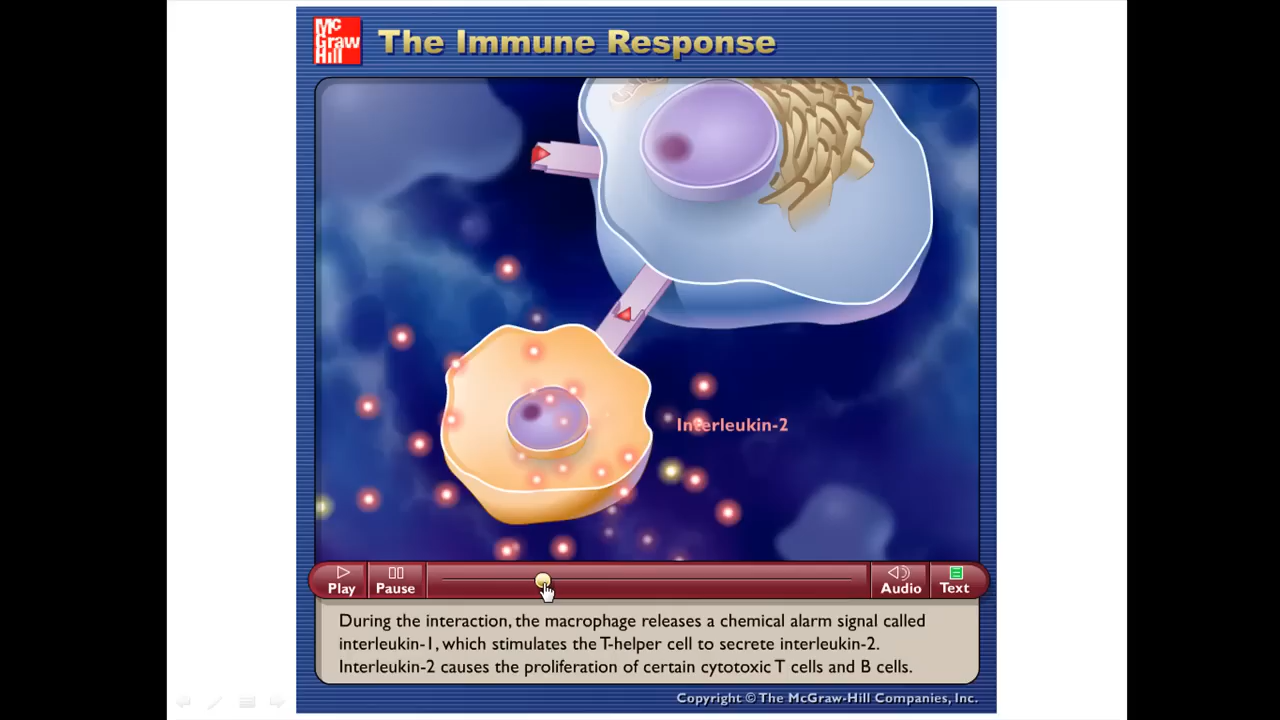 Mc
Graw
Hill
The Immune Response
Interleukin-2
Play
Pause
Audio
Text
During the interaction, the macrophage releases a chemical alarm signal called
interleukin-1, which stimulates the T-helper cell to secrete interleukin-2.
Interleukin-2 causes the proliferation of certain cytotoxic T cells and B cells.
Copyright © The McGraw-Hill Companies, Inc.